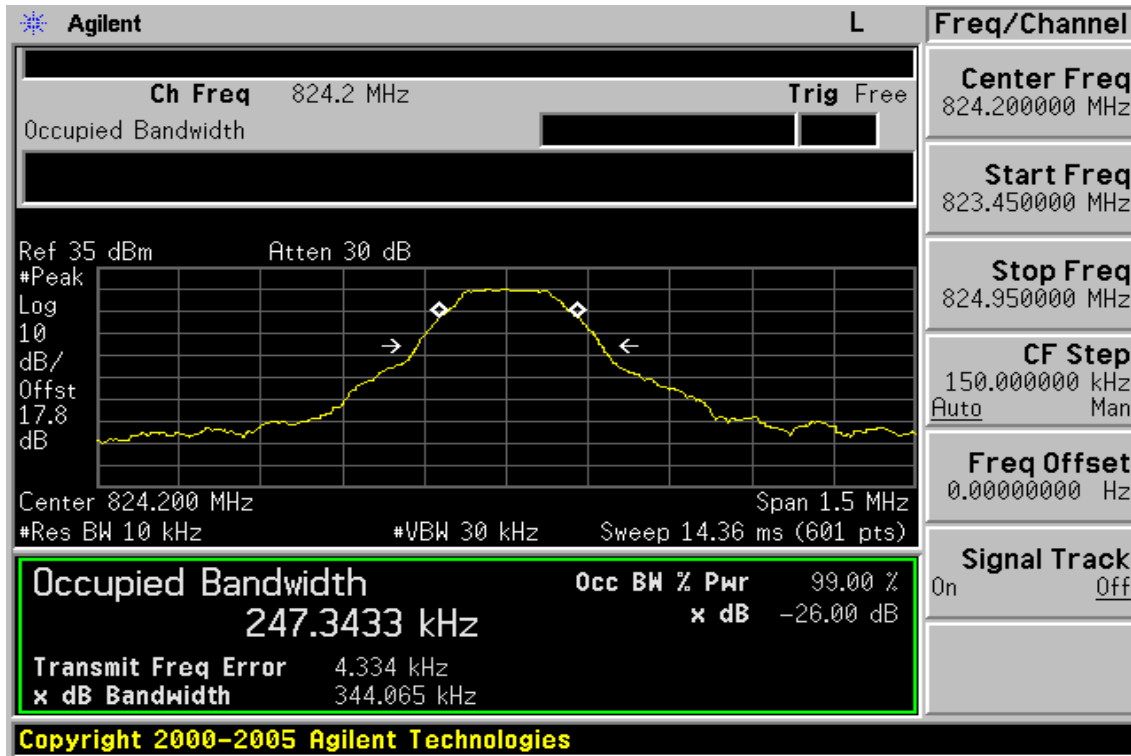 Agilent L
Freq/Channel
Ch Freq 824.2 MHz Trig Free
Occupied Bandwidth
Center Freq
824.200000 MHz
Start Freq
823.450000 MHz
Stop Freq
824.950000 MHz
CF Step
150.000000 kHz
Auto Man
Freq Offset
0.00000000 Hz
Signal Track
On Off
Ref 35 dBm Atten 30 dB
#Peak
Log
10
dB/
Offst
17.8
dB
Center 824.200 MHz Span 1.5 MHz
#Res BW 10 kHz #VBW 30 kHz Sweep 14.36 ms (601 pts)
Occupied Bandwidth
247.3433 kHz
Occ BW % Pwr 99.00 %
x dB -26.00 dB
Transmit Freq Error 4.334 kHz
x dB Bandwidth 344.065 kHz
Copyright 2000-2005 Agilent Technologies